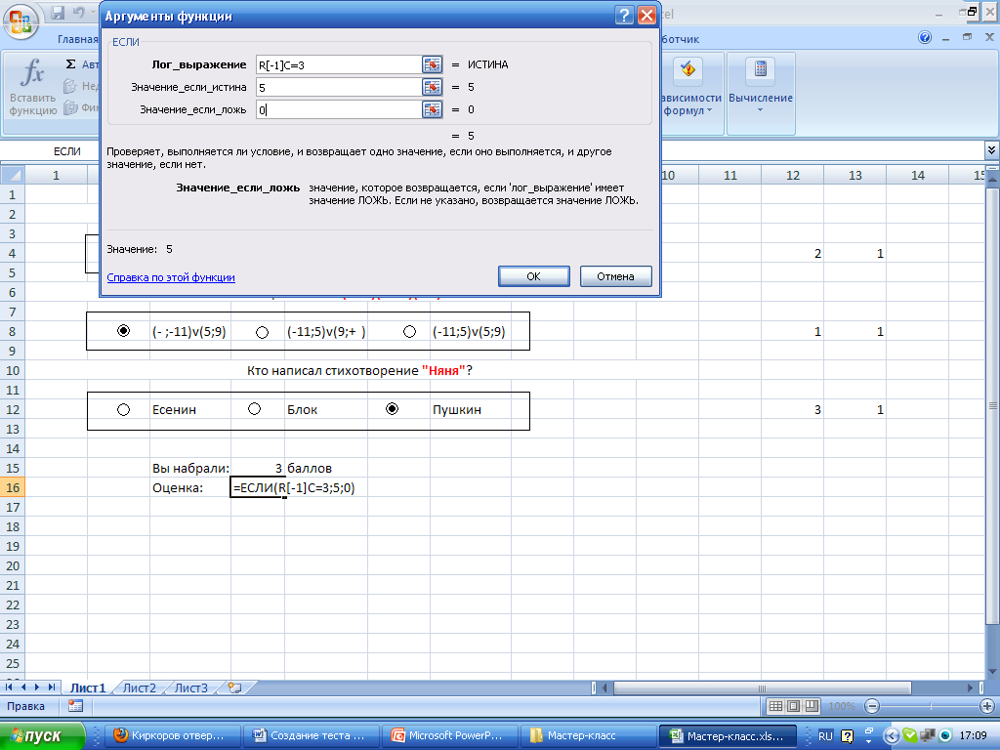 Аргументы функции
Главная
ЕСЛИ
Лог_выражение R[-1]C=3 = ИСТИНА
Значение_если_истина 5 = 5
Значение_если_ложь 0 = 0
= 5
Проверяет, выполняется ли условие, и возвращает одно значение, если оно выполняется, и другое
значение, если нет.
Значение_если_ложь значение, которое возвращается, если 'лог_выражение' имеет
значение ЛОЖЬ. Если не указано, возвращается значение ЛОЖЬ.
Значение: 5
Справка по этой функции
OK Отмена
fx
Вставить
функцию
Σ Авт
Нед
Фин
el
ботчик
ависимости
формул
Вычисление
ЕСЛИ
1 10 11 12 13 14 15
1
2
3
4 2 1
5
6
7
8 (- ;-11)v(5;9) (-11;5)v(9;+ ) (-11;5)v(5;9) 1 1
9
10 Кто написал стихотворение "Няня"?
11
12 Есенин Блок Пушкин 3 1
13
14
15 Вы набрали: 3 баллов
16 Оценка: =ЕСЛИ(R[-1]C=3;5;0)
17
18
19
20
21
22
23
24
25
Лист1 Лист2 Лист3
Правка 100%
пуск Киркоров отвер... Создание теста ... Microsoft PowerP... Мастер-класс Мастер-класс.xls... RU 17:09